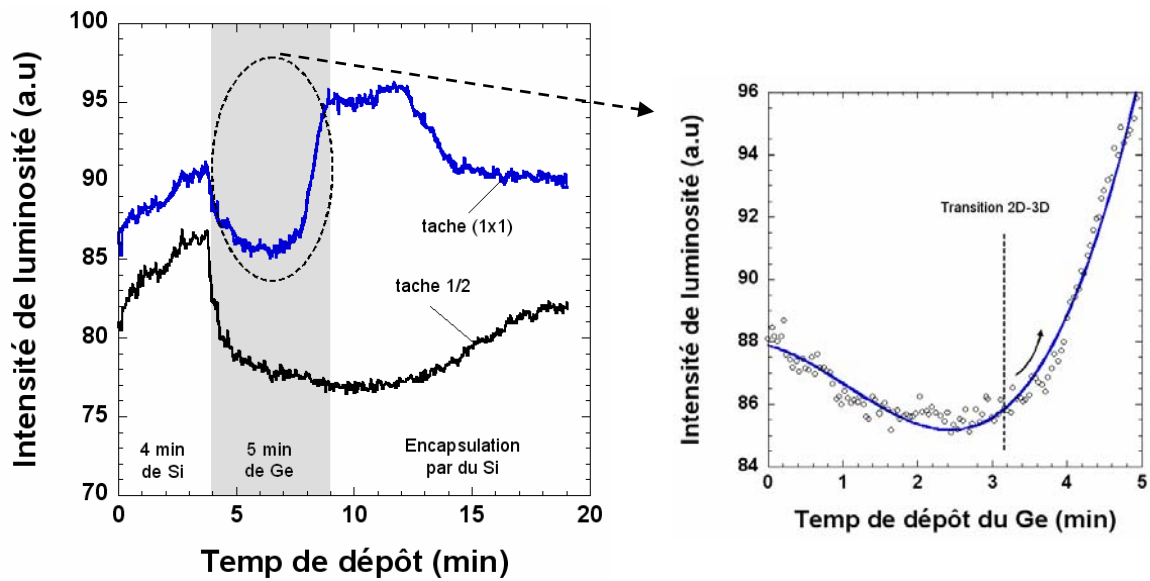 Intensité de luminosité (a.u)
100
95
90
85
80
75
70
tache (1x1)
tache 1/2
4 min
de Si
5 min
de Ge
Encapsulation
par du Si
0
5
10
15
20
Temp de dépôt (min)
Intensité de luminosité (a.u)
96
94
92
90
88
86
84
Transition 2D-3D
0
1
2
3
4
5
Temp de dépôt du Ge (min)